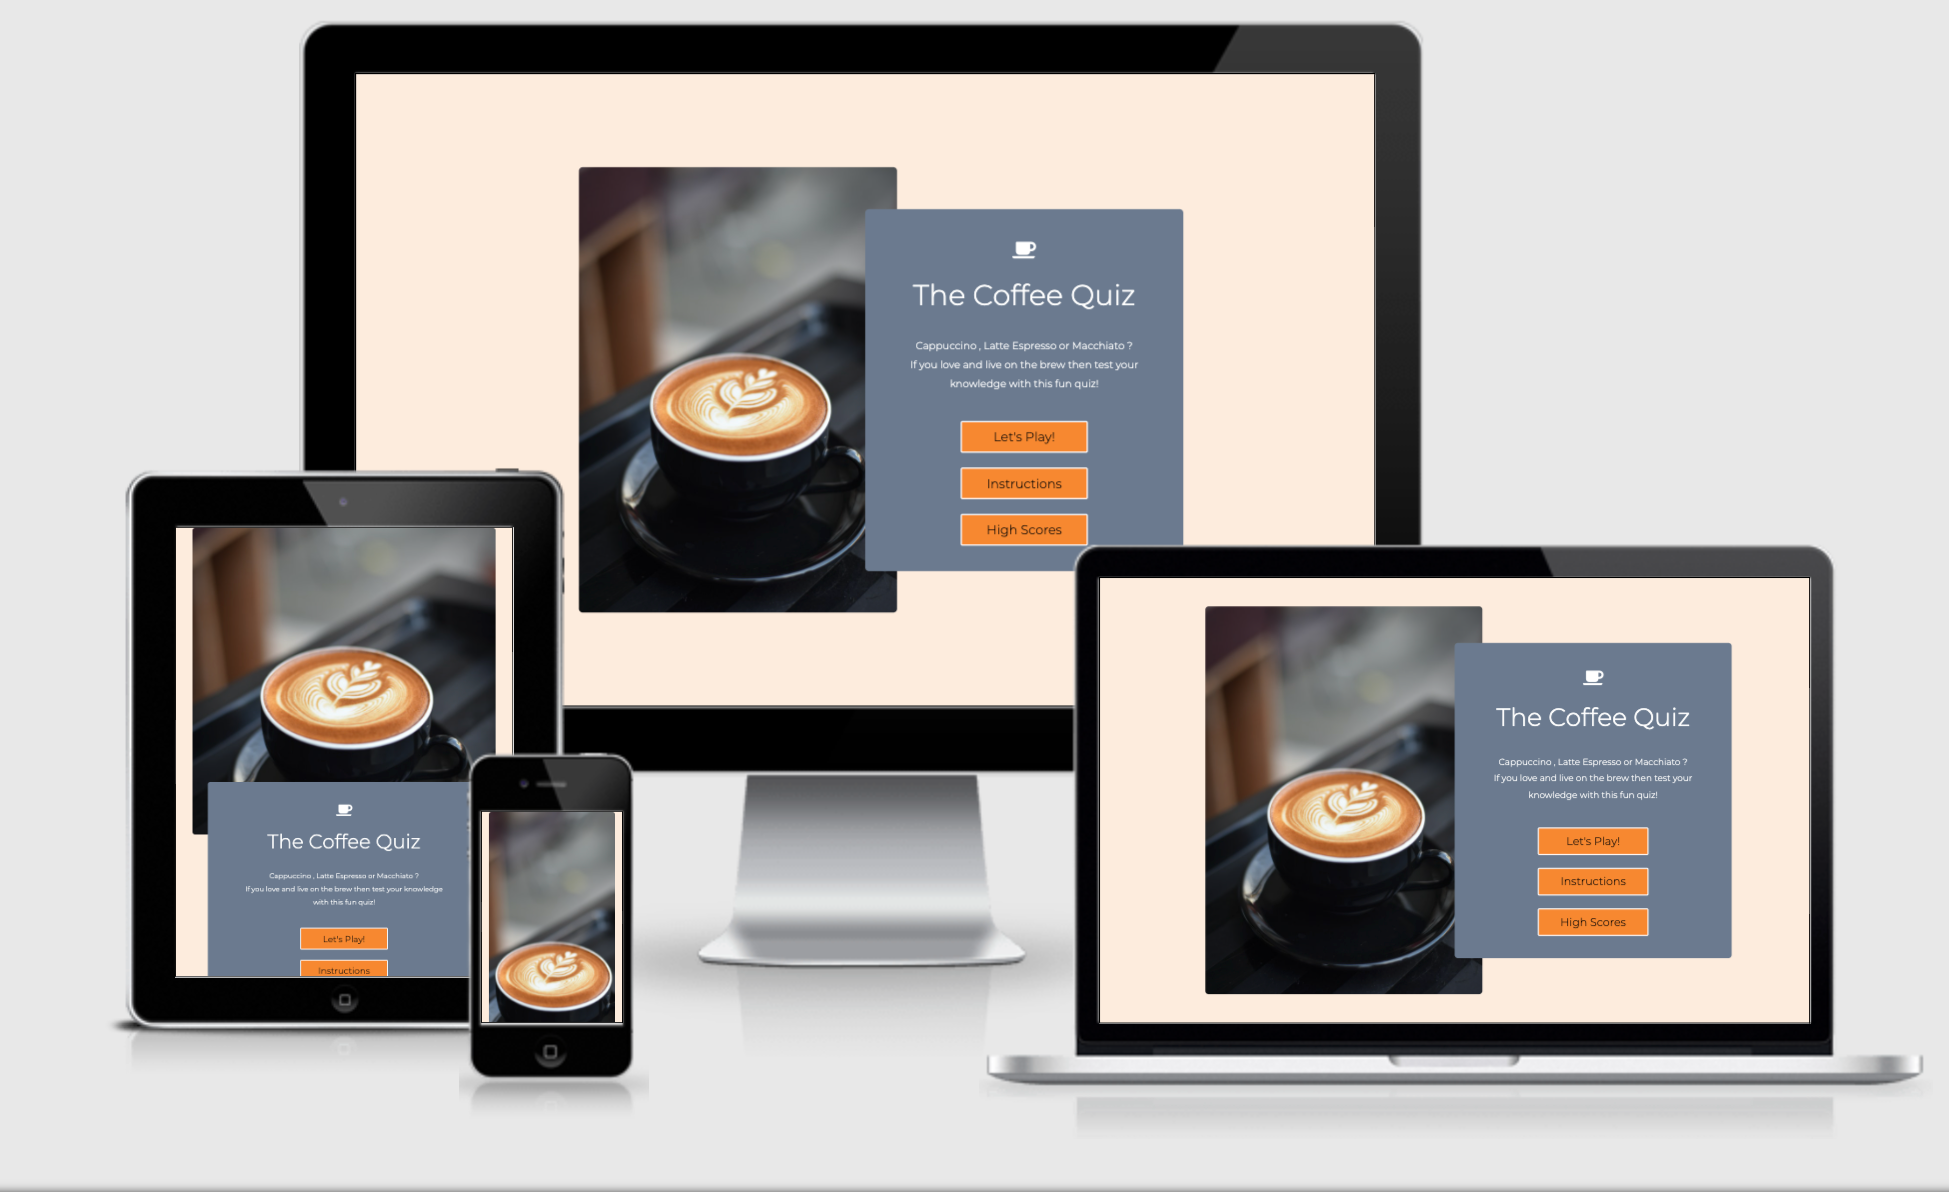 The Coffee Quiz
Cappuccino , Latte Espresso or Macchiato ?
If you love and live on the brew then test your
knowledge with this fun quiz!
Let's Play!
Instructions
High Scores
The Coffee Quiz
Cappuccino , Latte Espresso or Macchiato ?
If you love and live on the brew then test your knowledge
with this fun quiz!
Let's Play!
Instructions
The Coffee Quiz
Cappuccino , Latte Espresso or Macchiato ?
If you love and live on the brew then test your
knowledge with this fun quiz!
Let's Play!
Instructions
High Scores